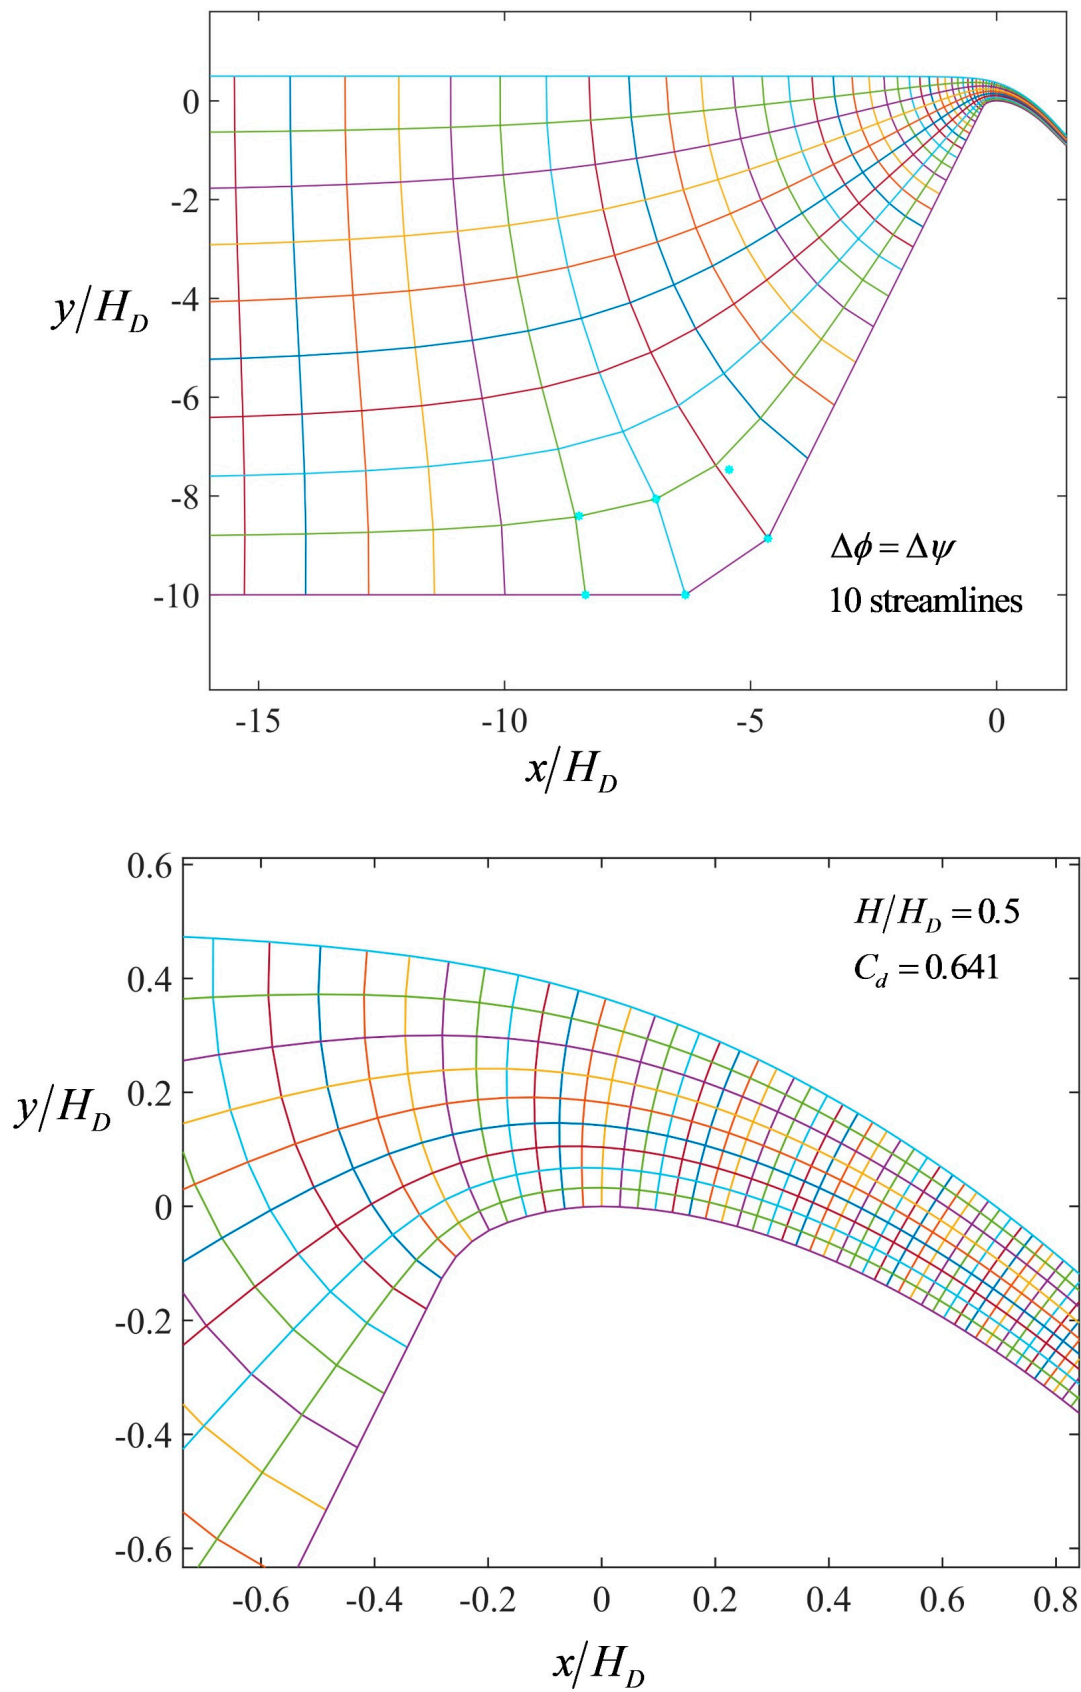 0
-2
y/H_D
-4
-6
-8
Δϕ = Δψ
-10
10 streamlines
-15 -10 -5 0
x/H_D
0.6
H/H_D = 0.5
C_d = 0.641
0.4
y/H_D
0.2
0
-0.2
-0.4
-0.6
-0.6 -0.4 -0.2 0 0.2 0.4 0.6 0.8
x/H_D